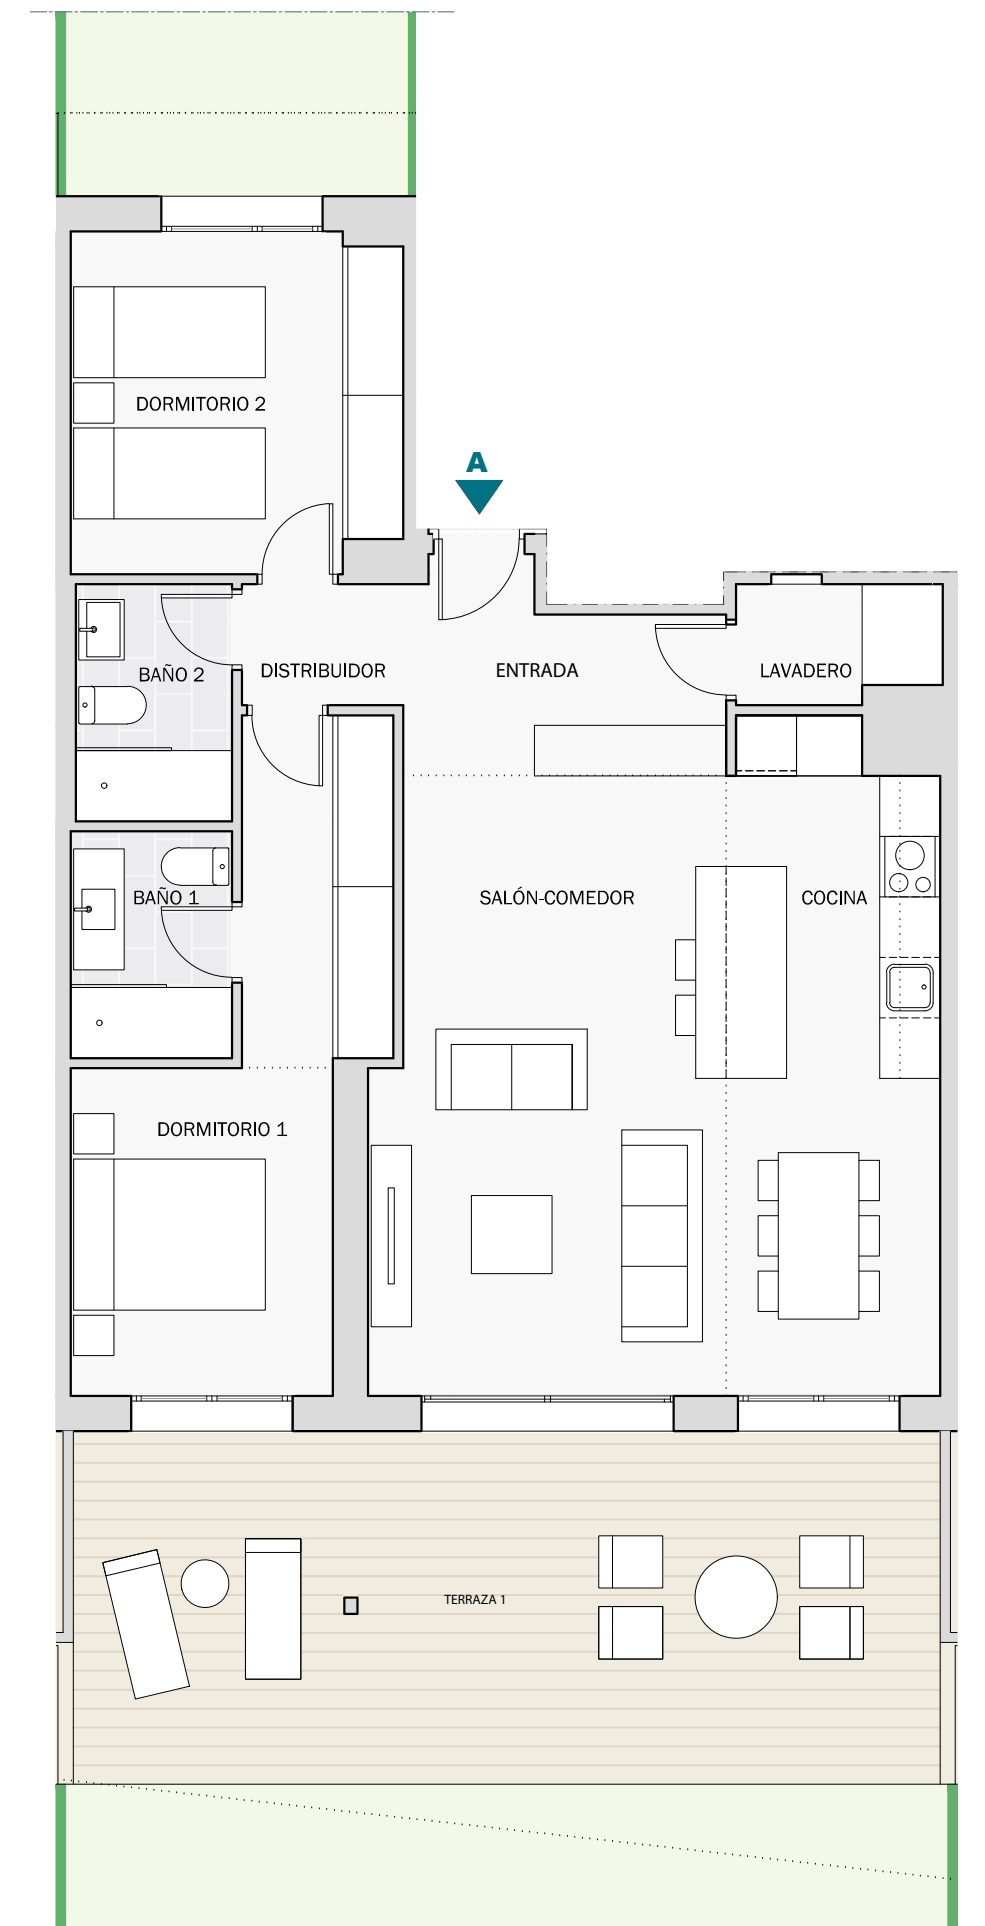 DORMITORIO 2
A
BAÑO 2
DISTRIBUIDOR
ENTRADA
LAVADERO
BAÑO 1
SALÓN-COMEDOR
COCINA
DORMITORIO 1
TERRAZA 1